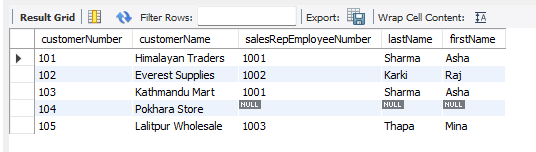 Result Grid Filter Rows: Export: Wrap Cell Content: IA
customerNumber customerName salesRepEmployeeNumber lastName firstName
101 Himalayan Traders 1001 Sharma Asha
102 Everest Supplies 1002 Karki Raj
103 Kathmandu Mart 1001 Sharma Asha
104 Pokhara Store NULL NULL NULL
105 Lalitpur Wholesale 1003 Thapa Mina